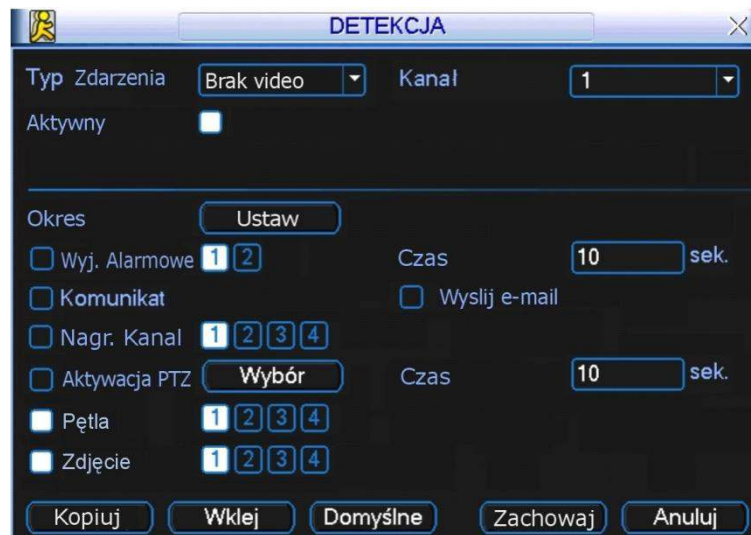 DETEKCJA
Typ Zdarzenia Brak video Kanał 1
Aktywny
Okres Ustaw
Wyj. Alarmowe 1 2 Czas 10 sek.
Komunikat Wyslij e-mail
Nagr. Kanal 1 2 3 4
Aktywacja PTZ Wybór Czas 10 sek.
Pętla 1 2 3 4
Zdjęcie 1 2 3 4
Kopiuj Wklej Domyślne Zachowaj Anuluj